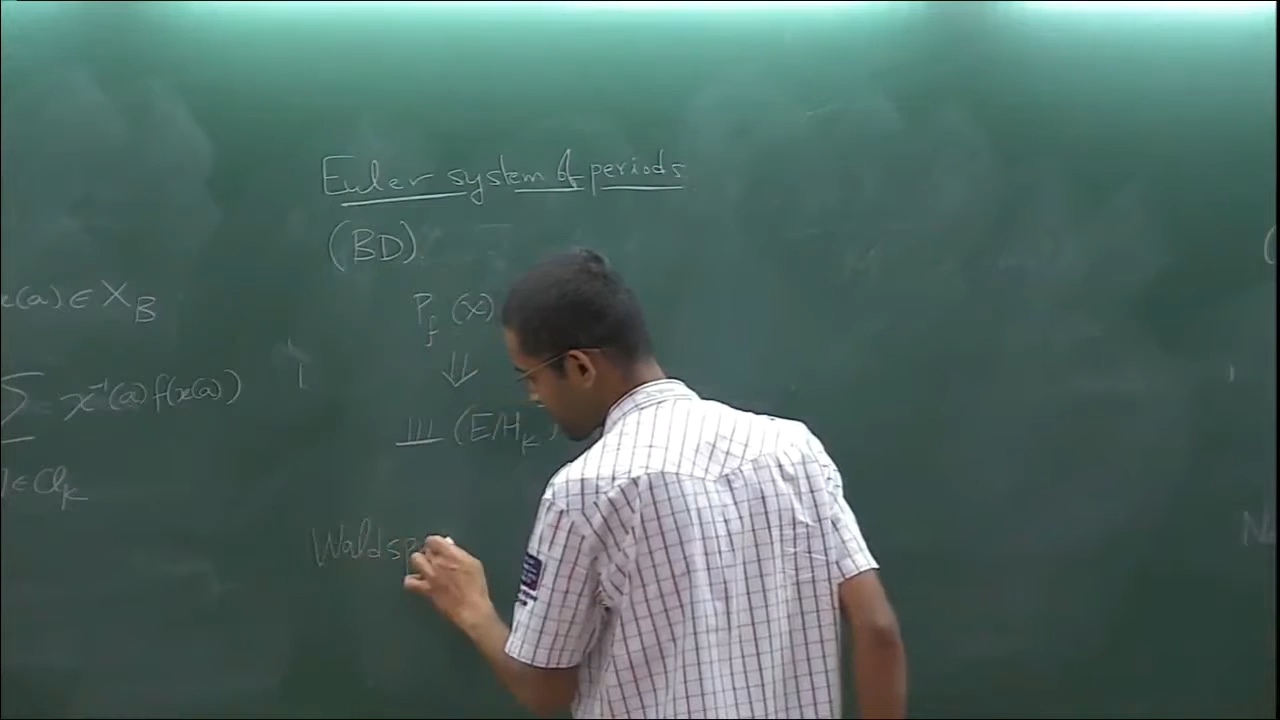 x(a) ∈ X_B
∑ x⁻¹(a) f(x(a))
∈ Cl_K
Euler system of periods
(BD)
P_f (x)
⇓
Ш (E/H_K
Waldsp